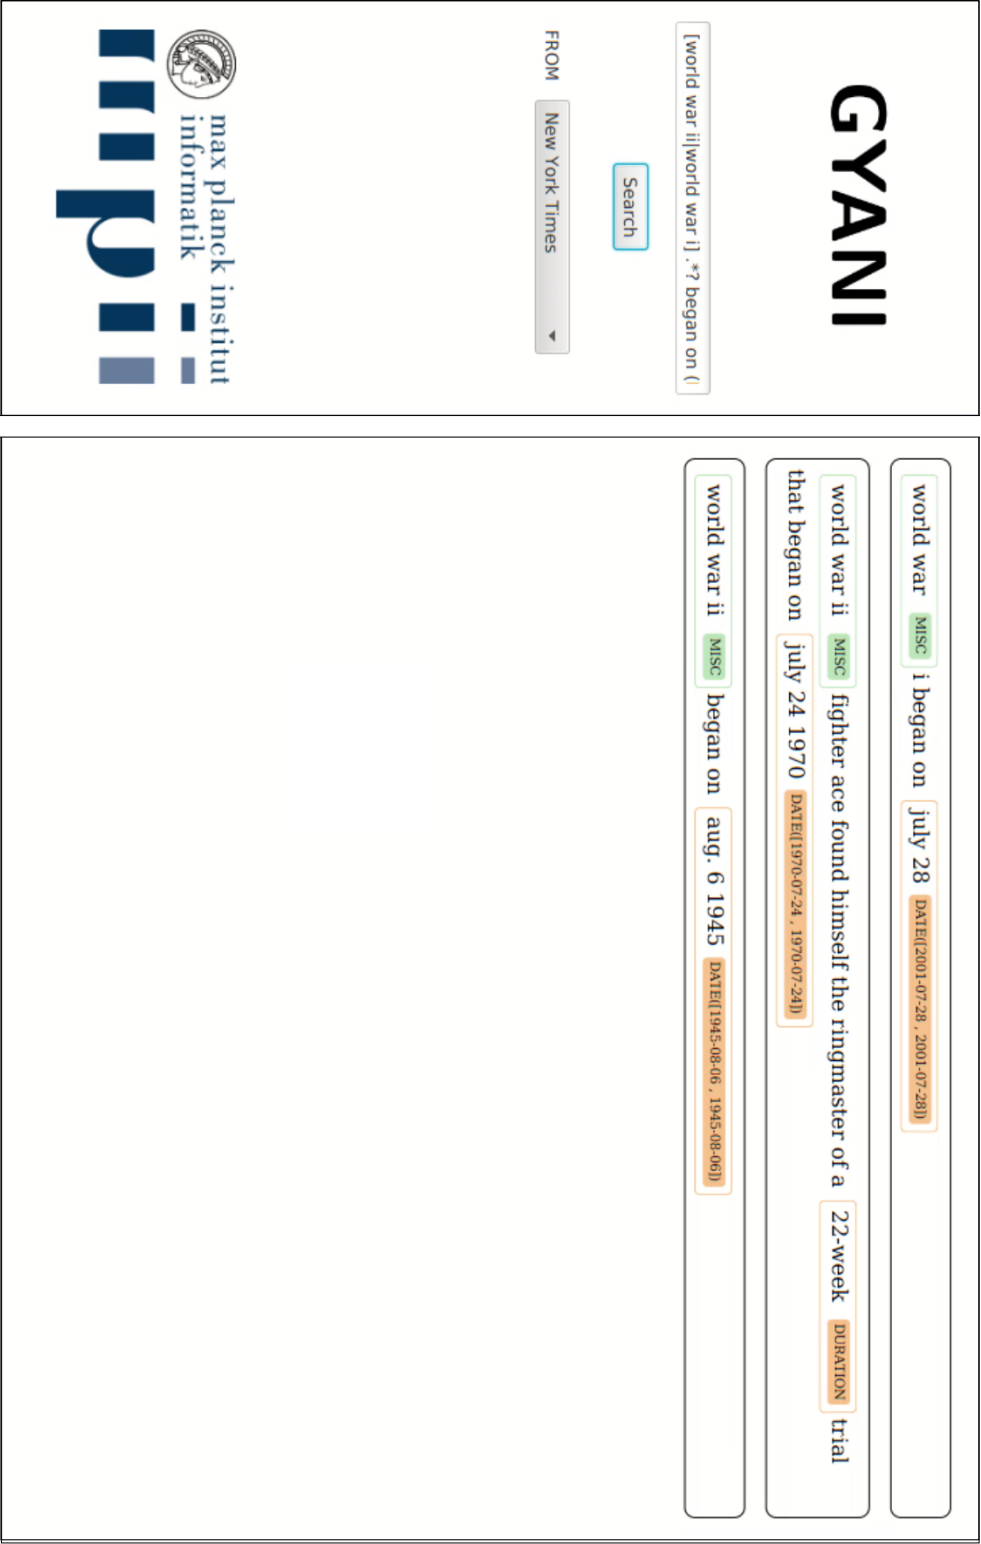 GYANI
[world war ii|world war i] .*? began on (
Search
FROM New York Times
max planck institut
informatik
world war MISC i began on july 28 DATE([2001-07-28 , 2001-07-28])
world war ii MISC fighter ace found himself the ringmaster of a 22-week DURATION trial
that began on july 24 1970 DATE([1970-07-24 , 1970-07-24])
world war ii MISC began on aug. 6 1945 DATE([1945-08-06 , 1945-08-06])